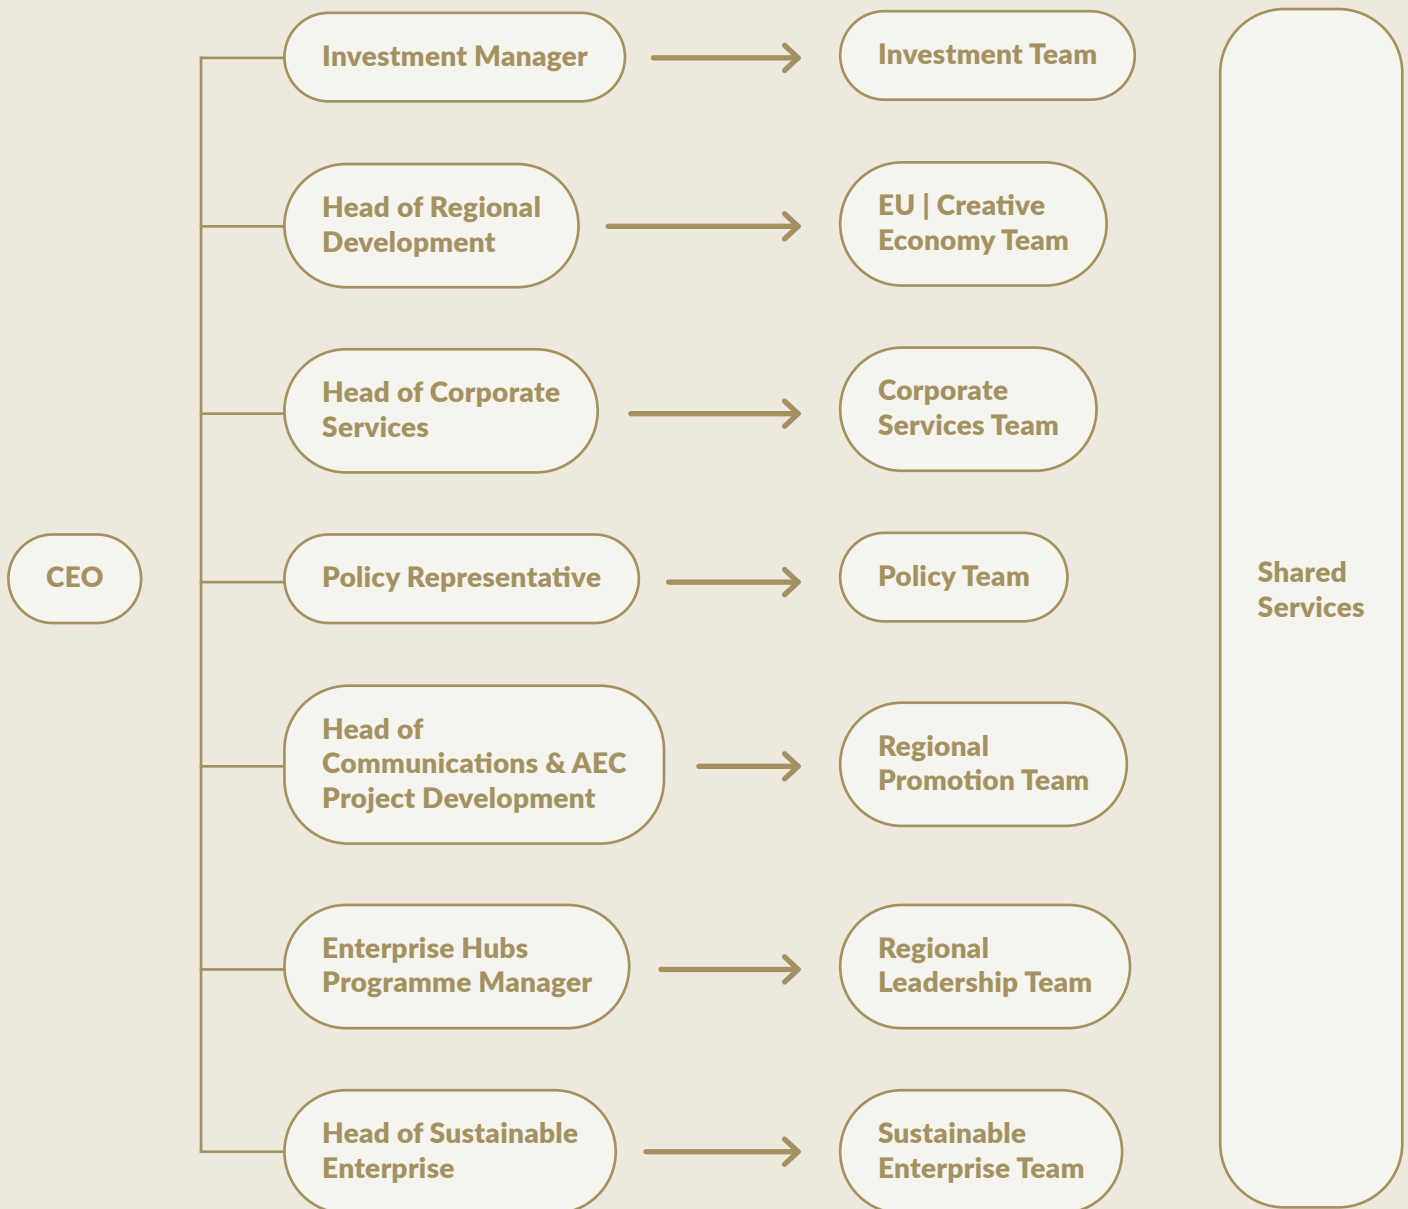 Investment Manager
Investment Team
Head of Regional
Development
EU | Creative
Economy Team
Head of Corporate
Services
Corporate
Services Team
CEO
Policy Representative
Policy Team
Shared
Services
Head of
Communications & AEC
Project Development
Regional
Promotion Team
Enterprise Hubs
Programme Manager
Regional
Leadership Team
Head of Sustainable
Enterprise
Sustainable
Enterprise Team